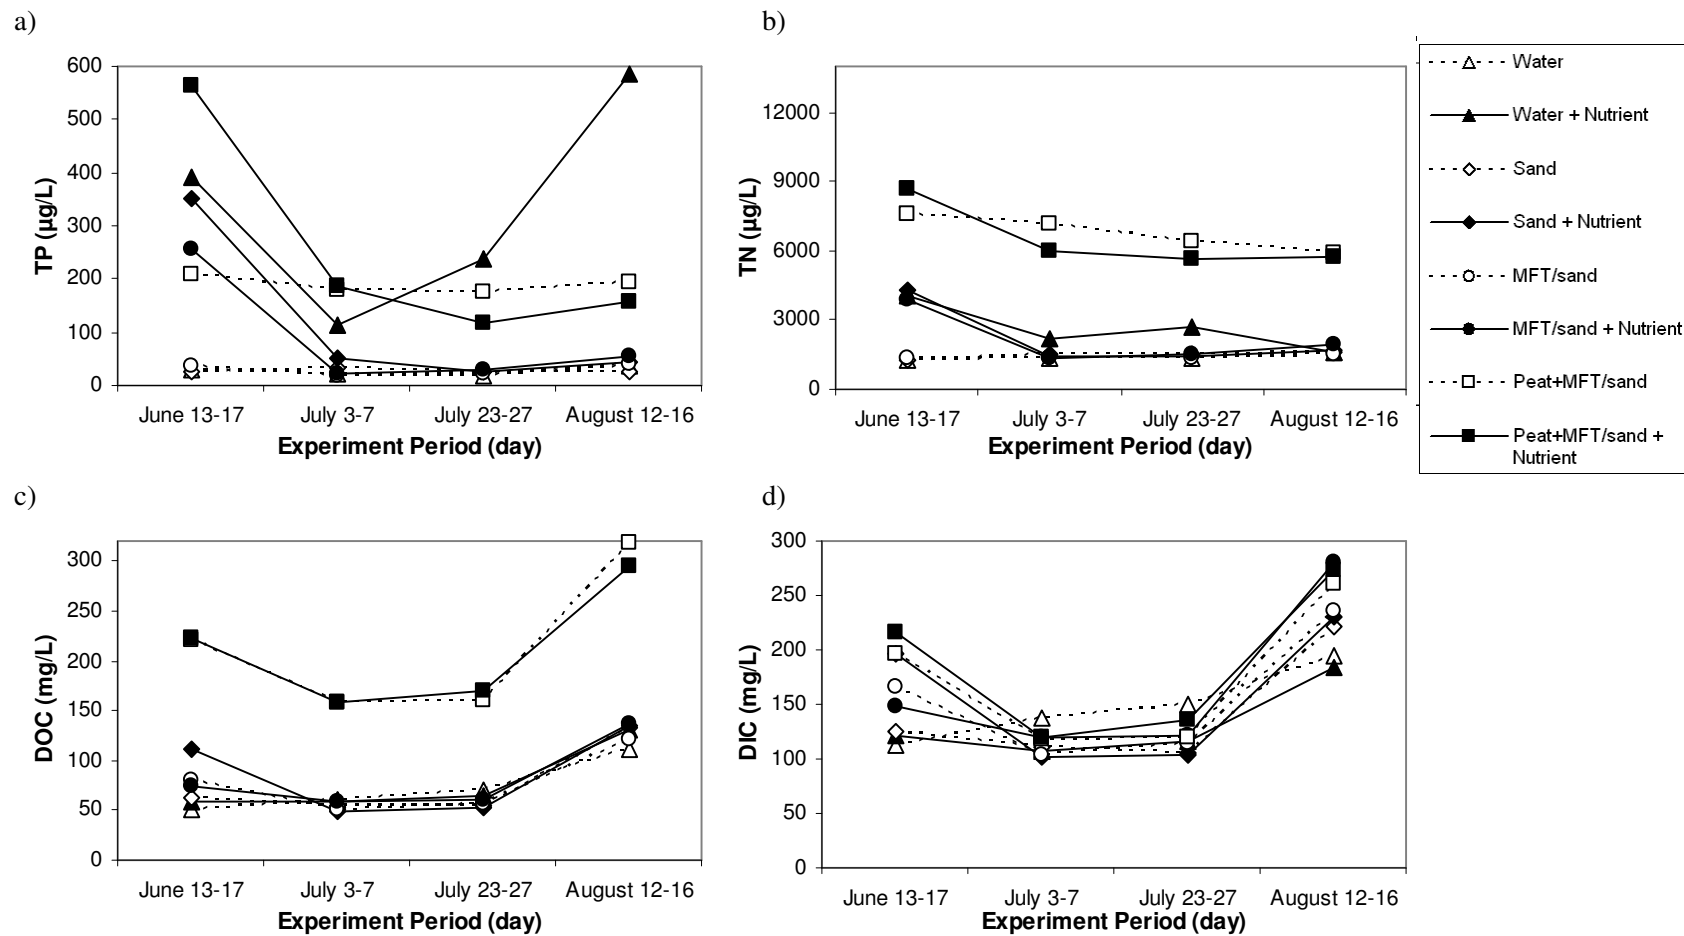 a)
600
500
400
300
200
100
0
TP (µg/L)
June 13-17 July 3-7 July 23-27 August 12-16
Experiment Period (day)
b)
12000
9000
6000
3000
0
TN (µg/L)
June 13-17 July 3-7 July 23-27 August 12-16
Experiment Period (day)
Water
Water + Nutrient
Sand
Sand + Nutrient
MFT/sand
MFT/sand + Nutrient
Peat+MFT/sand
Peat+MFT/sand +
Nutrient
c)
300
250
200
150
100
50
0
DOC (mg/L)
June 13-17 July 3-7 July 23-27 August 12-16
Experiment Period (day)
d)
300
250
200
150
100
50
0
DIC (mg/L)
June 13-17 July 3-7 July 23-27 August 12-16
Experiment Period (day)